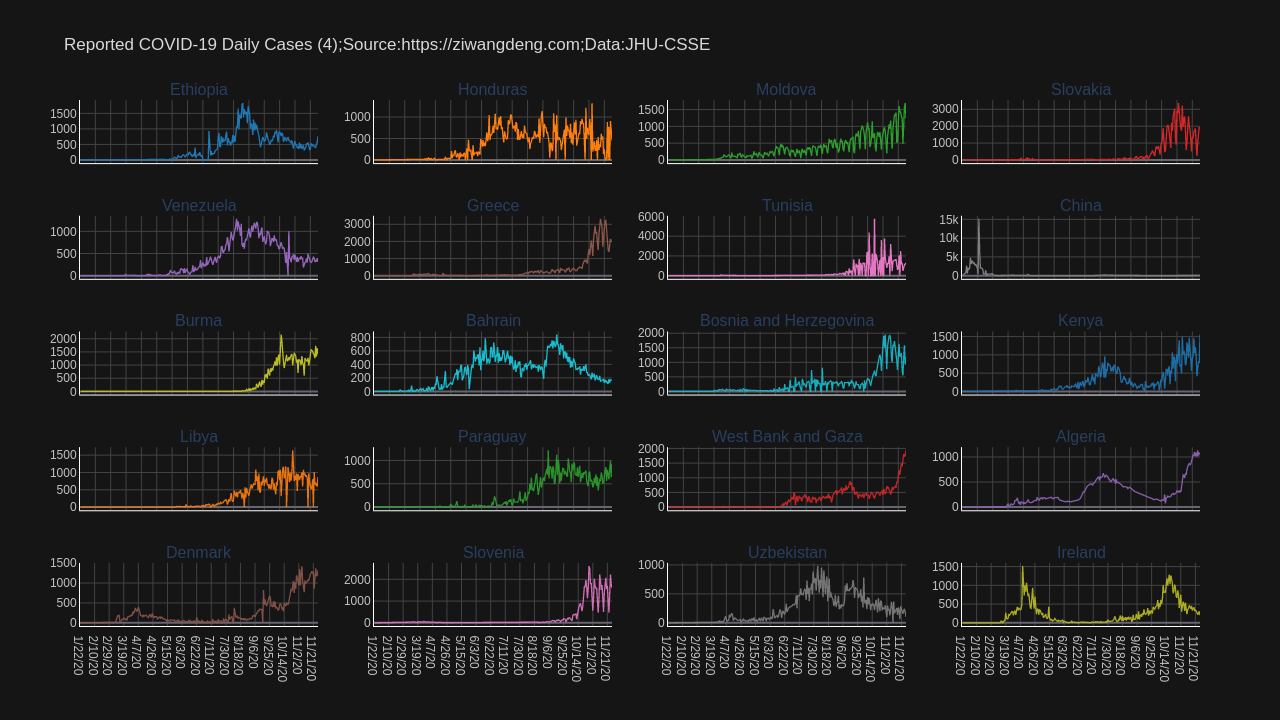 Reported COVID-19 Daily Cases (4);Source:https://ziwangdeng.com;Data:JHU-CSSE
Ethiopia Honduras Moldova Slovakia
1500 1000 500 0
1000 500 0
1500 1000 500 0
3000 2000 1000 0
Venezuela Greece Tunisia China
1000 500 0
3000 2000 1000 0
6000 4000 2000 0
15k 10k 5k 0
Burma Bahrain Bosnia and Herzegovina Kenya
2000 1500 1000 500 0
800 600 400 200 0
2000 1500 1000 500 0
1500 1000 500 0
Libya Paraguay West Bank and Gaza Algeria
1500 1000 500 0
1000 500 0
2000 1500 1000 500 0
1000 500 0
Denmark Slovenia Uzbekistan Ireland
1500 1000 500 0
2000 1000 0
1000 500 0
1500 1000 500 0
1/22/20 2/10/20 2/29/20 3/19/20 4/7/20 4/26/20 5/15/20 6/3/20 6/22/20 7/11/20 7/30/20 8/18/20 9/6/20 9/25/20 10/14/20 11/2/20 11/21/20
1/22/20 2/10/20 2/29/20 3/19/20 4/7/20 4/26/20 5/15/20 6/3/20 6/22/20 7/11/20 7/30/20 8/18/20 9/6/20 9/25/20 10/14/20 11/2/20 11/21/20
1/22/20 2/10/20 2/29/20 3/19/20 4/7/20 4/26/20 5/15/20 6/3/20 6/22/20 7/11/20 7/30/20 8/18/20 9/6/20 9/25/20 10/14/20 11/2/20 11/21/20
1/22/20 2/10/20 2/29/20 3/19/20 4/7/20 4/26/20 5/15/20 6/3/20 6/22/20 7/11/20 7/30/20 8/18/20 9/6/20 9/25/20 10/14/20 11/2/20 11/21/20